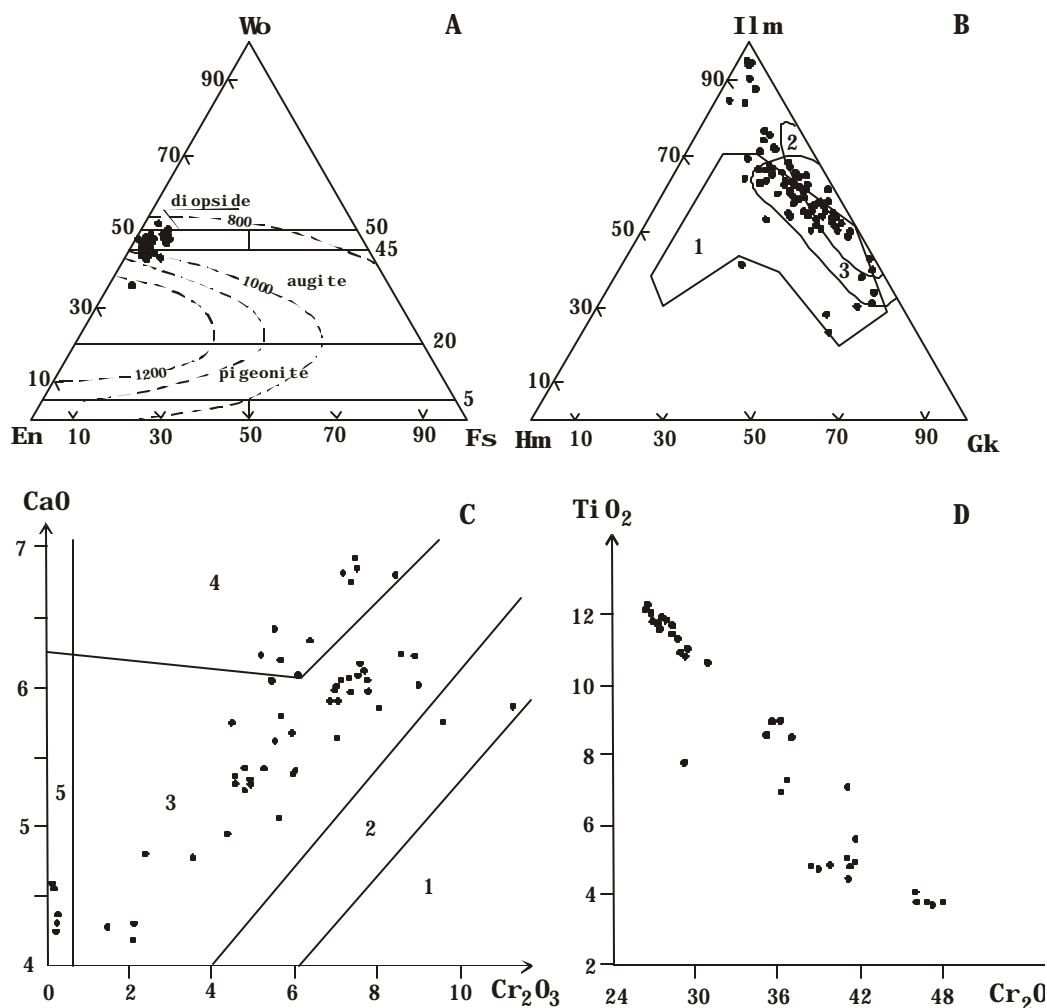 Wo A
90
70
diopside
800
50 50
45
1000 augite
30
20
1200 pigeonite
10
5
En 10 30 50 70 90 Fs
Ilm B
90
2
70
50
1
3
30
10
Hm 10 30 50 70 90 Gk
CaO C
7
4
6
5 3
5
2
1
4
0 2 4 6 8 10 Cr₂O₃
TiO₂ D
12
10
8
6
4
2
24 30 36 42 48 Cr₂O